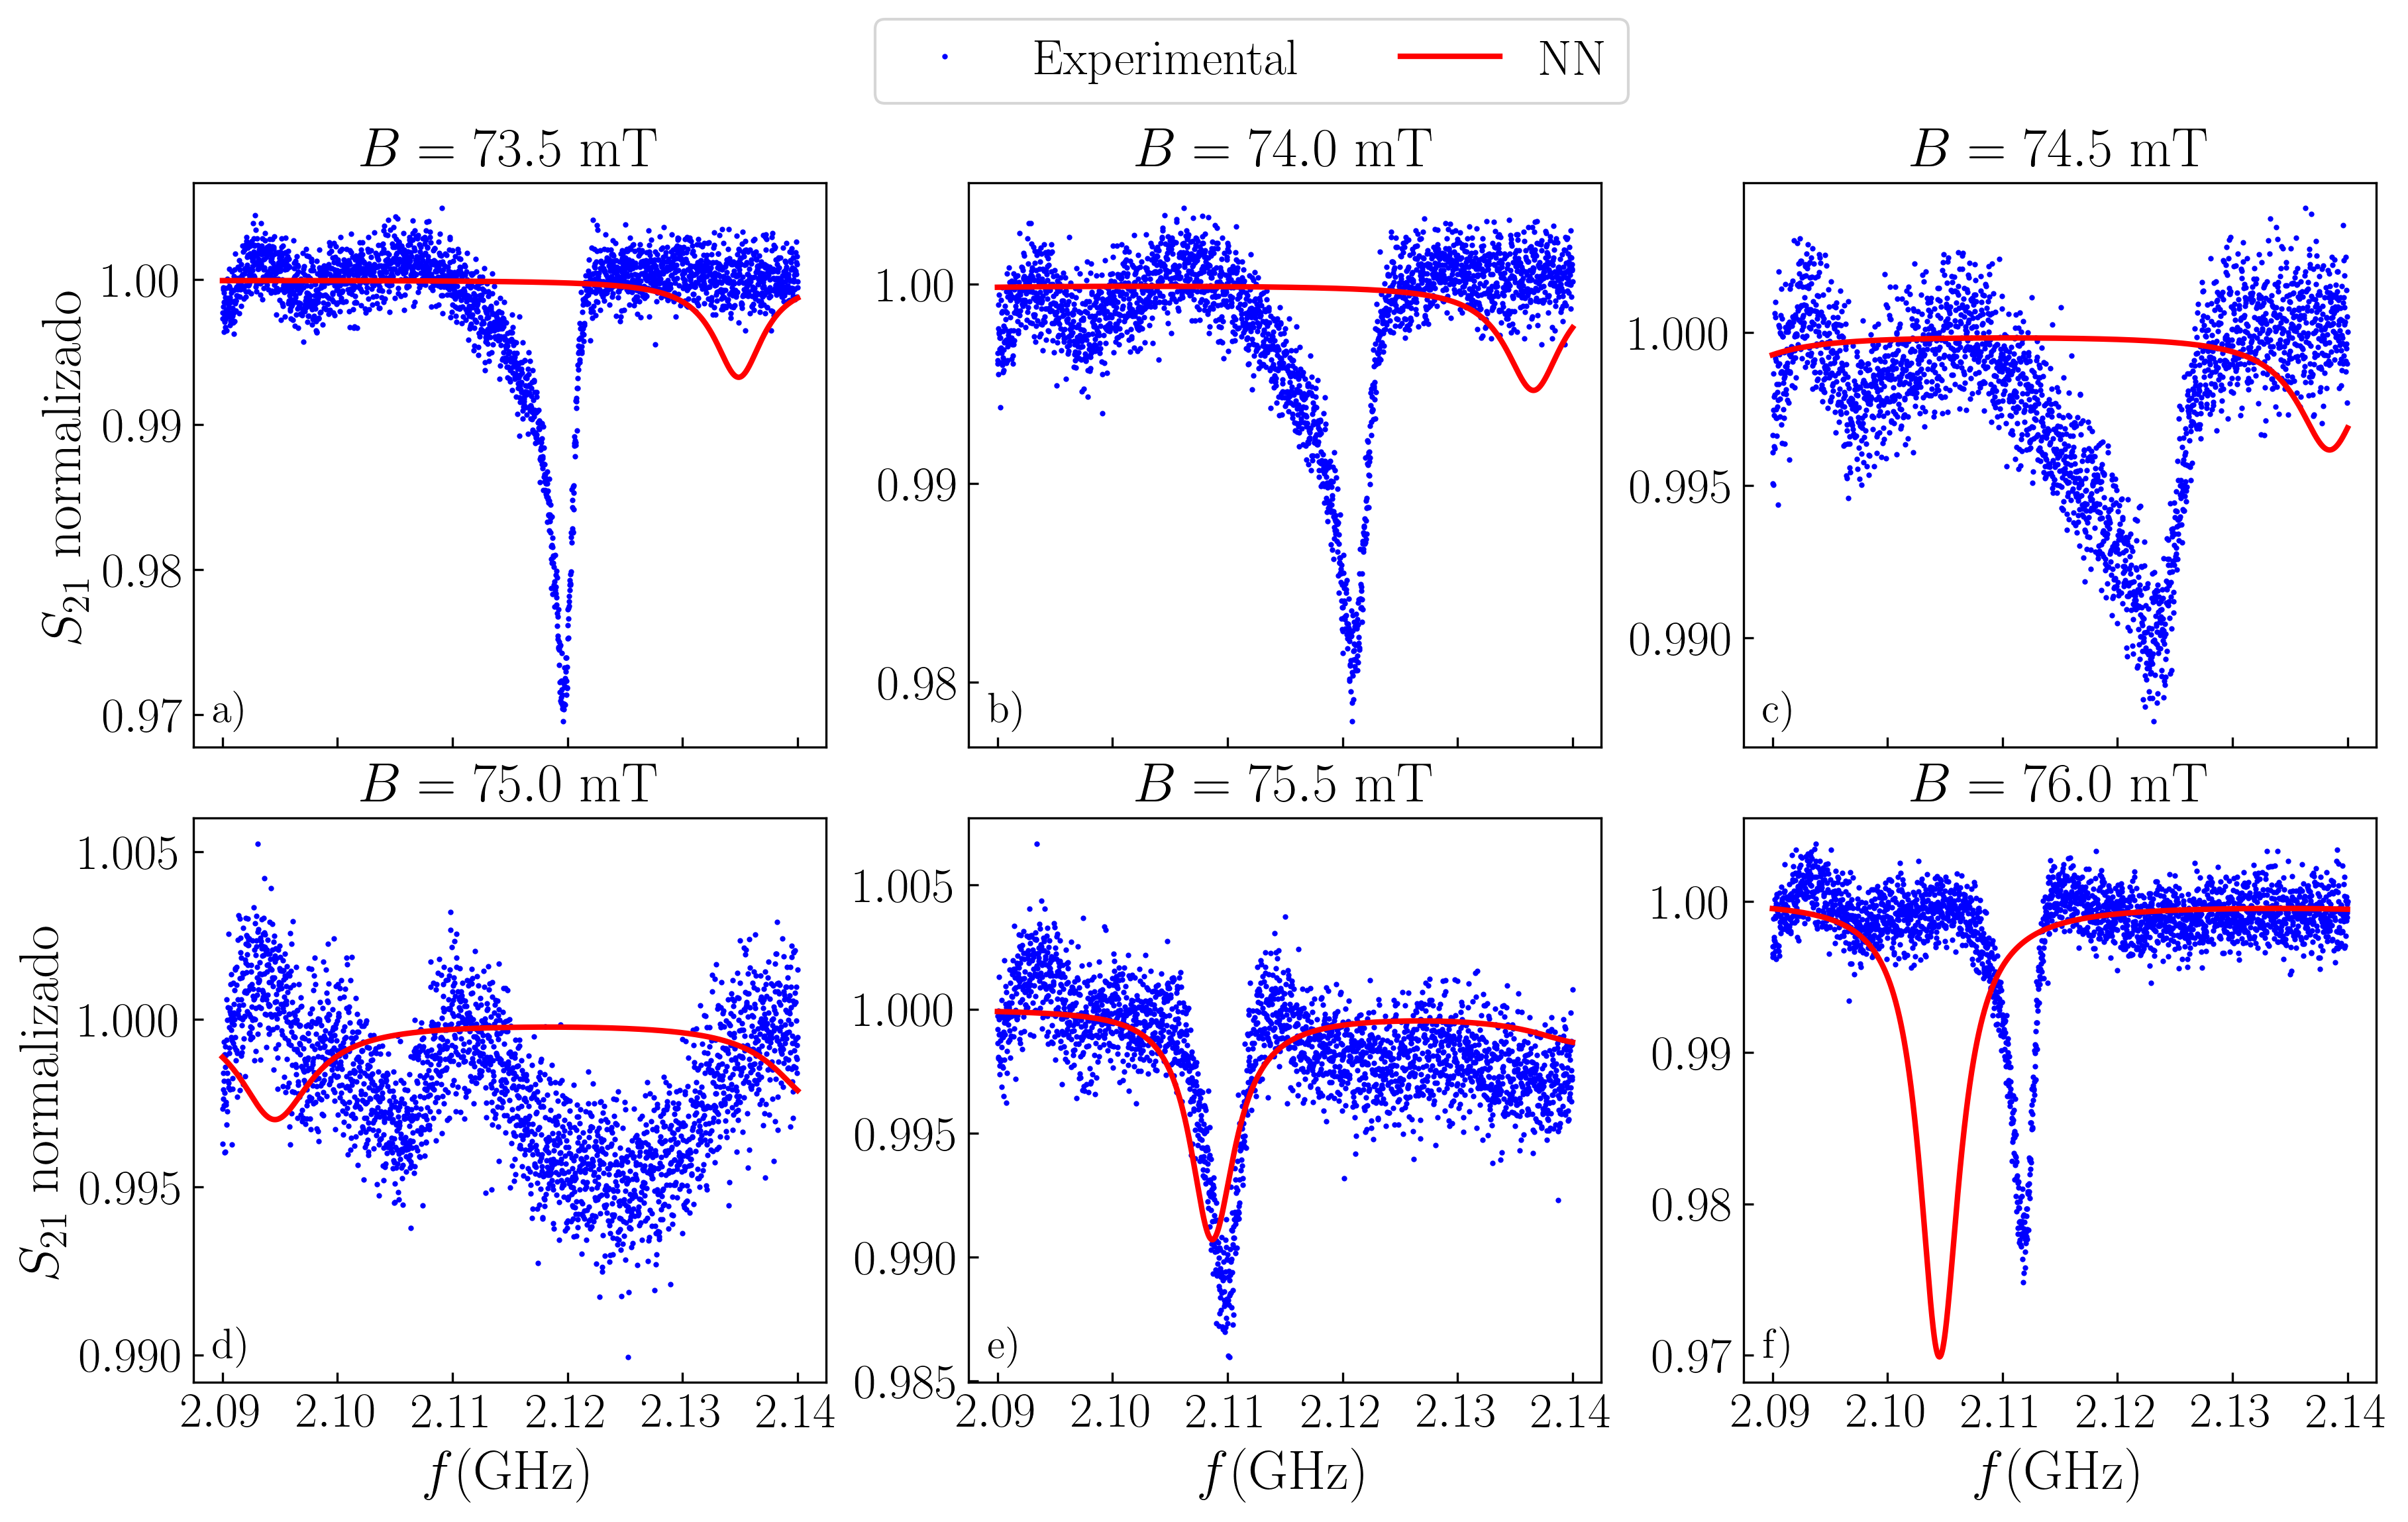 Experimental NN
B = 73.5 mT B = 74.0 mT B = 74.5 mT
S21 normalizado
1.00
0.99
0.98
0.97
a)
1.00
0.99
0.98
b)
1.000
0.995
0.990
c)
B = 75.0 mT B = 75.5 mT B = 76.0 mT
S21 normalizado
1.005
1.000
0.995
0.990
d)
1.005
1.000
0.995
0.990
0.985
e)
1.00
0.99
0.98
0.97
f)
2.09 2.10 2.11 2.12 2.13 2.14
2.09 2.10 2.11 2.12 2.13 2.14
2.09 2.10 2.11 2.12 2.13 2.14
f(GHz) f(GHz) f(GHz)